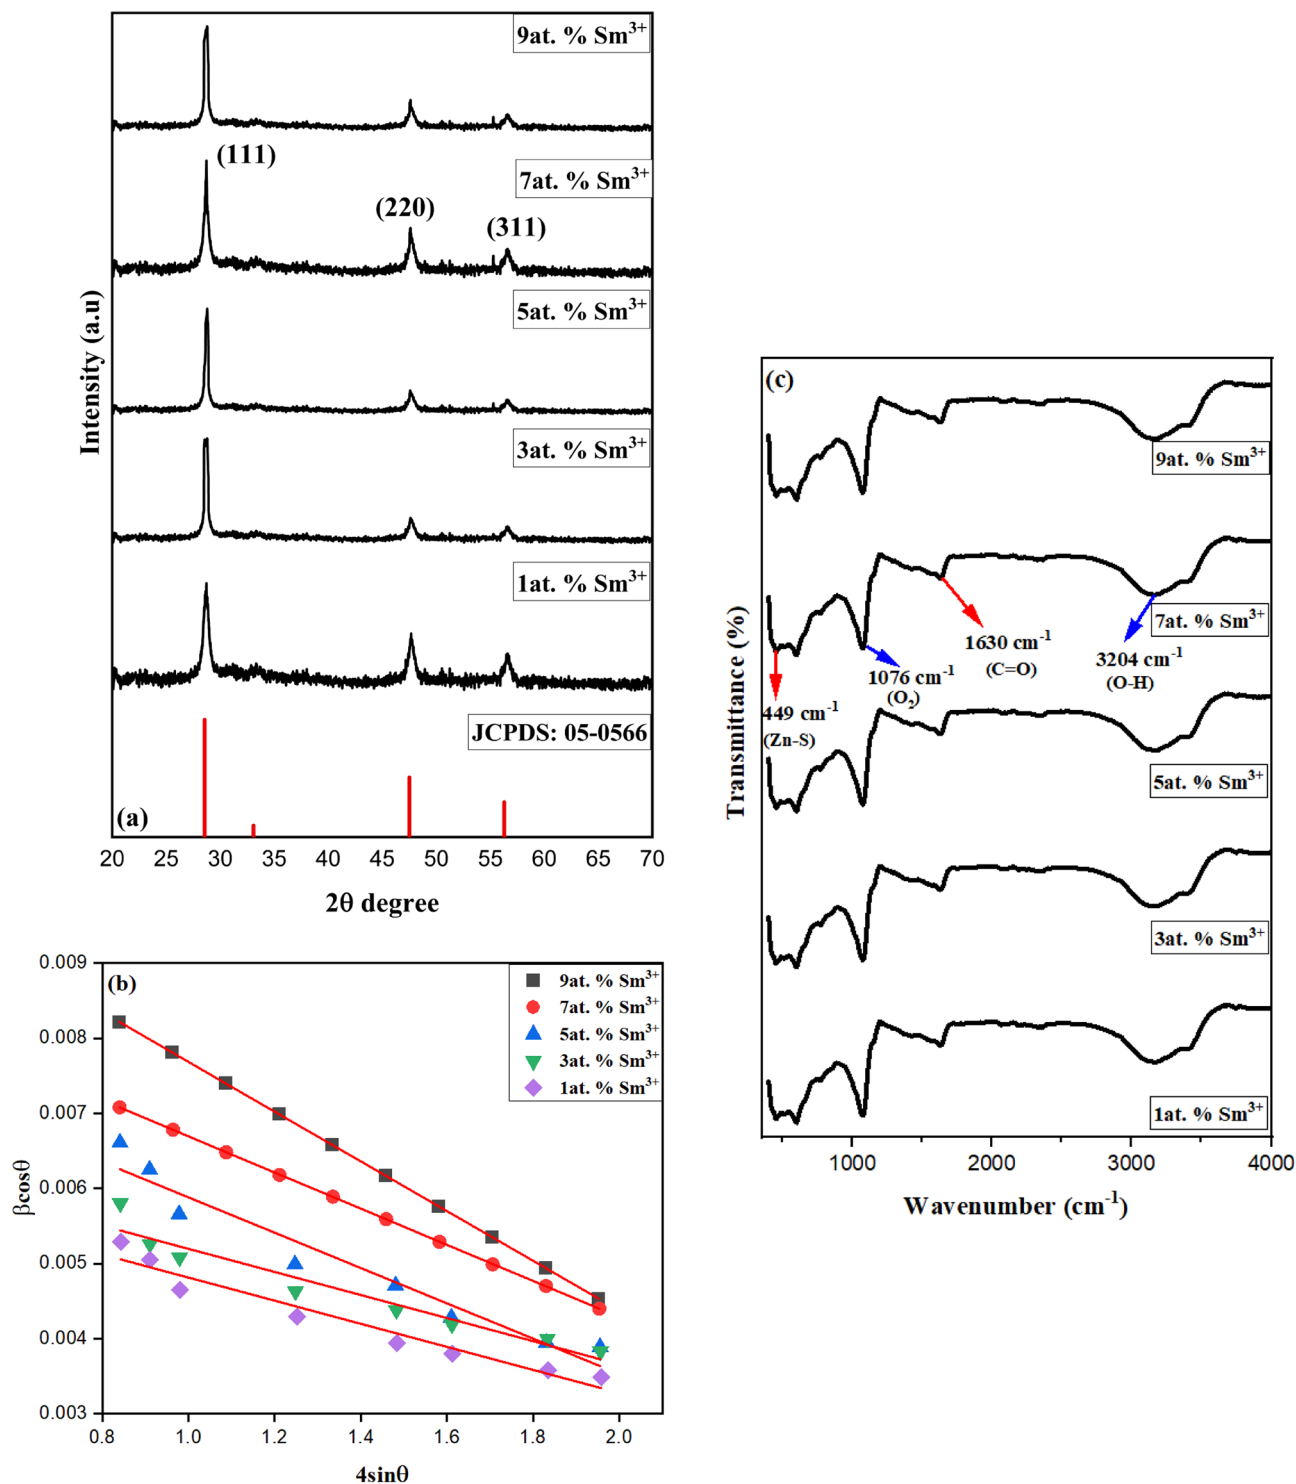 9at. % Sm³⁺
(111)
7at. % Sm³⁺
(220)
(311)
5at. % Sm³⁺
3at. % Sm³⁺
1at. % Sm³⁺
JCPDS: 05-0566
(a)
Intensity (a.u)
20 25 30 35 40 45 50 55 60 65 70
2θ degree
(b)
9at. % Sm³⁺
7at. % Sm³⁺
5at. % Sm³⁺
3at. % Sm³⁺
1at. % Sm³⁺
0.009
0.008
0.007
0.006
0.005
0.004
0.003
βcosθ
0.8 1.0 1.2 1.4 1.6 1.8 2.0
4sinθ
(c)
9at. % Sm³⁺
7at. % Sm³⁺
1630 cm⁻¹
(C=O)
3204 cm⁻¹
(O-H)
1076 cm⁻¹
(O₂)
449 cm⁻¹
(Zn-S)
5at. % Sm³⁺
3at. % Sm³⁺
1at. % Sm³⁺
Transmittance (%)
1000 2000 3000 4000
Wavenumber (cm⁻¹)